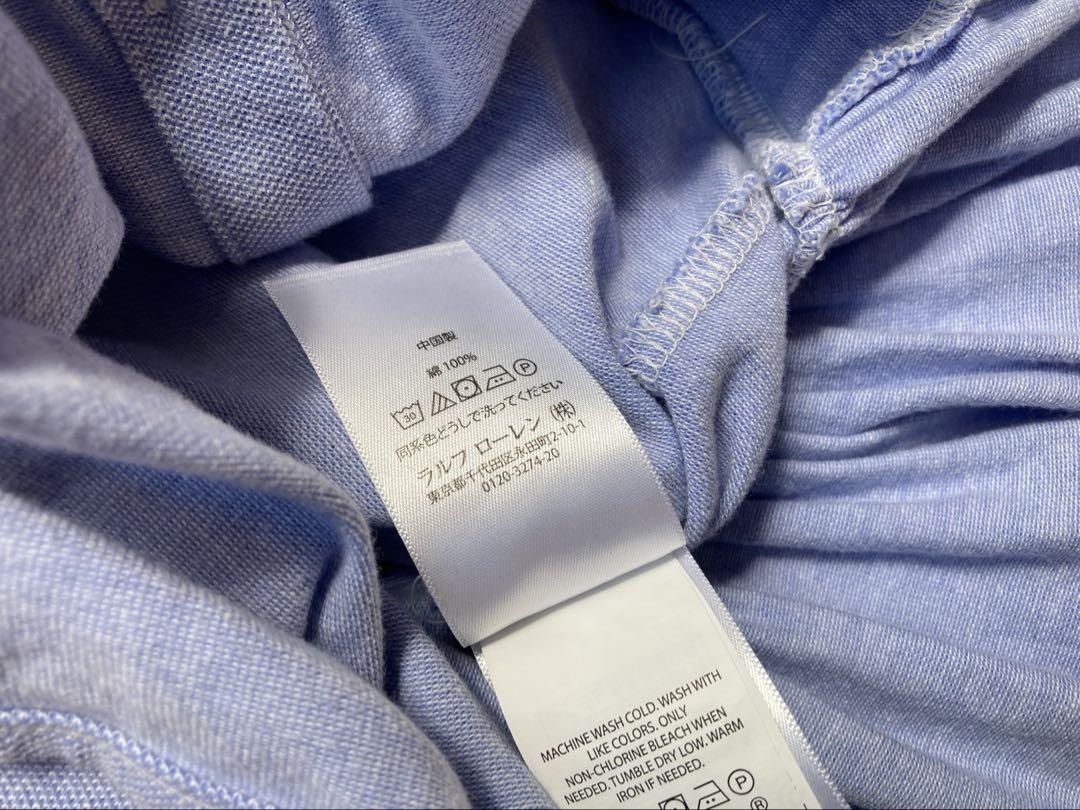 中国製
綿 100%
30 P
同系色どうしで洗ってください
ラルフ ローレン (株)
東京都千代田区永田町2-10-1
0120-3274-20
MACHINE WASH COLD. WASH WITH
LIKE COLORS. ONLY
NON-CHLORINE BLEACH WHEN
NEEDED. TUMBLE DRY LOW. WARM
IRON IF NEEDED.
P
R